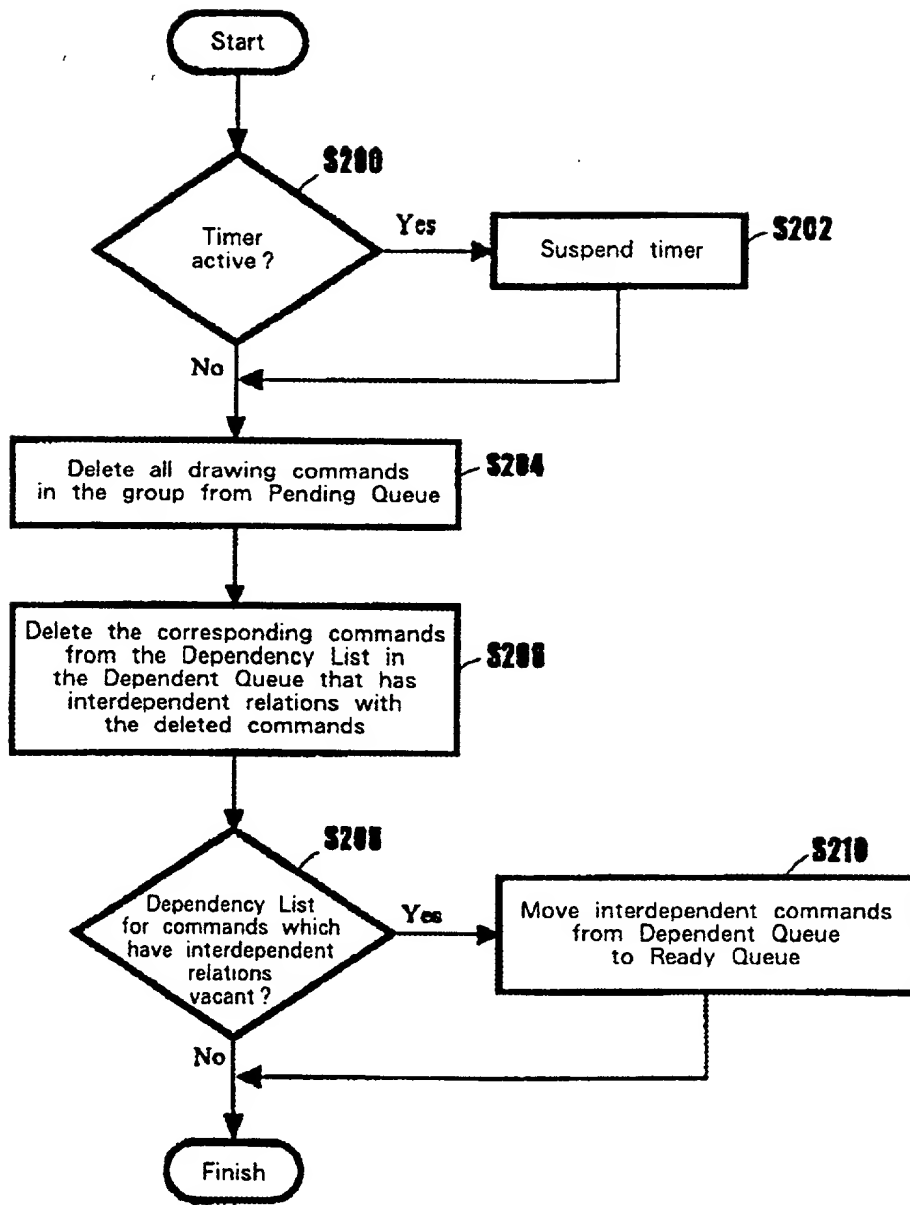 Start
S200
Timer
active?
Yes
Suspend timer
S202
No
Delete all drawing commands
in the group from Pending Queue
S204
Delete the corresponding commands
from the Dependency List in
the Dependent Queue that has
interdependent relations with
the deleted commands
Dependency List
for commands which
have interdependent
relations
vacant?
Yes
S210
Move interdependent commands
from Dependent Queue
to Ready Queue
No
Finish